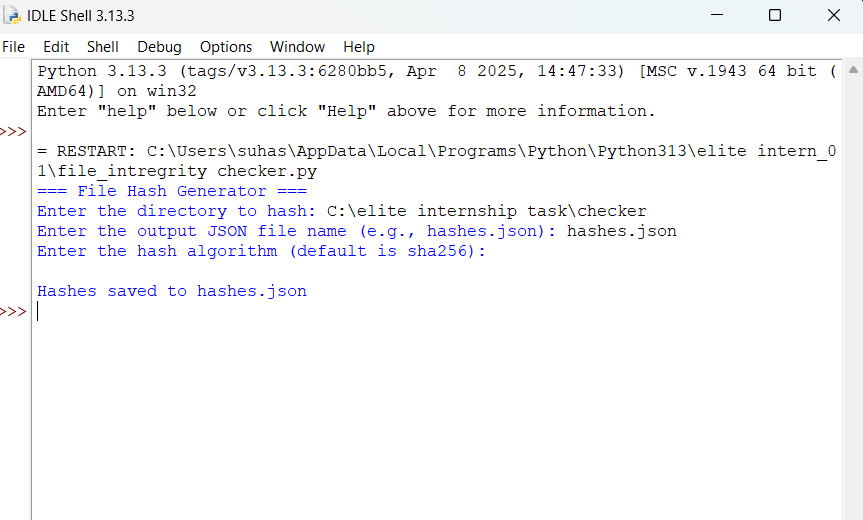 IDLE Shell 3.13.3
File Edit Shell Debug Options Window Help
Python 3.13.3 (tags/v3.13.3:6280bb5, Apr  8 2025, 14:47:33) [MSC v.1943 64 bit (
AMD64)] on win32
Enter "help" below or click "Help" above for more information.
>>>
= RESTART: C:\Users\suhas\AppData\Local\Programs\Python\Python313\elite intern_0
1\file_intregrity checker.py
=== File Hash Generator ===
Enter the directory to hash: C:\elite internship task\checker
Enter the output JSON file name (e.g., hashes.json): hashes.json
Enter the hash algorithm (default is sha256):
Hashes saved to hashes.json
>>>